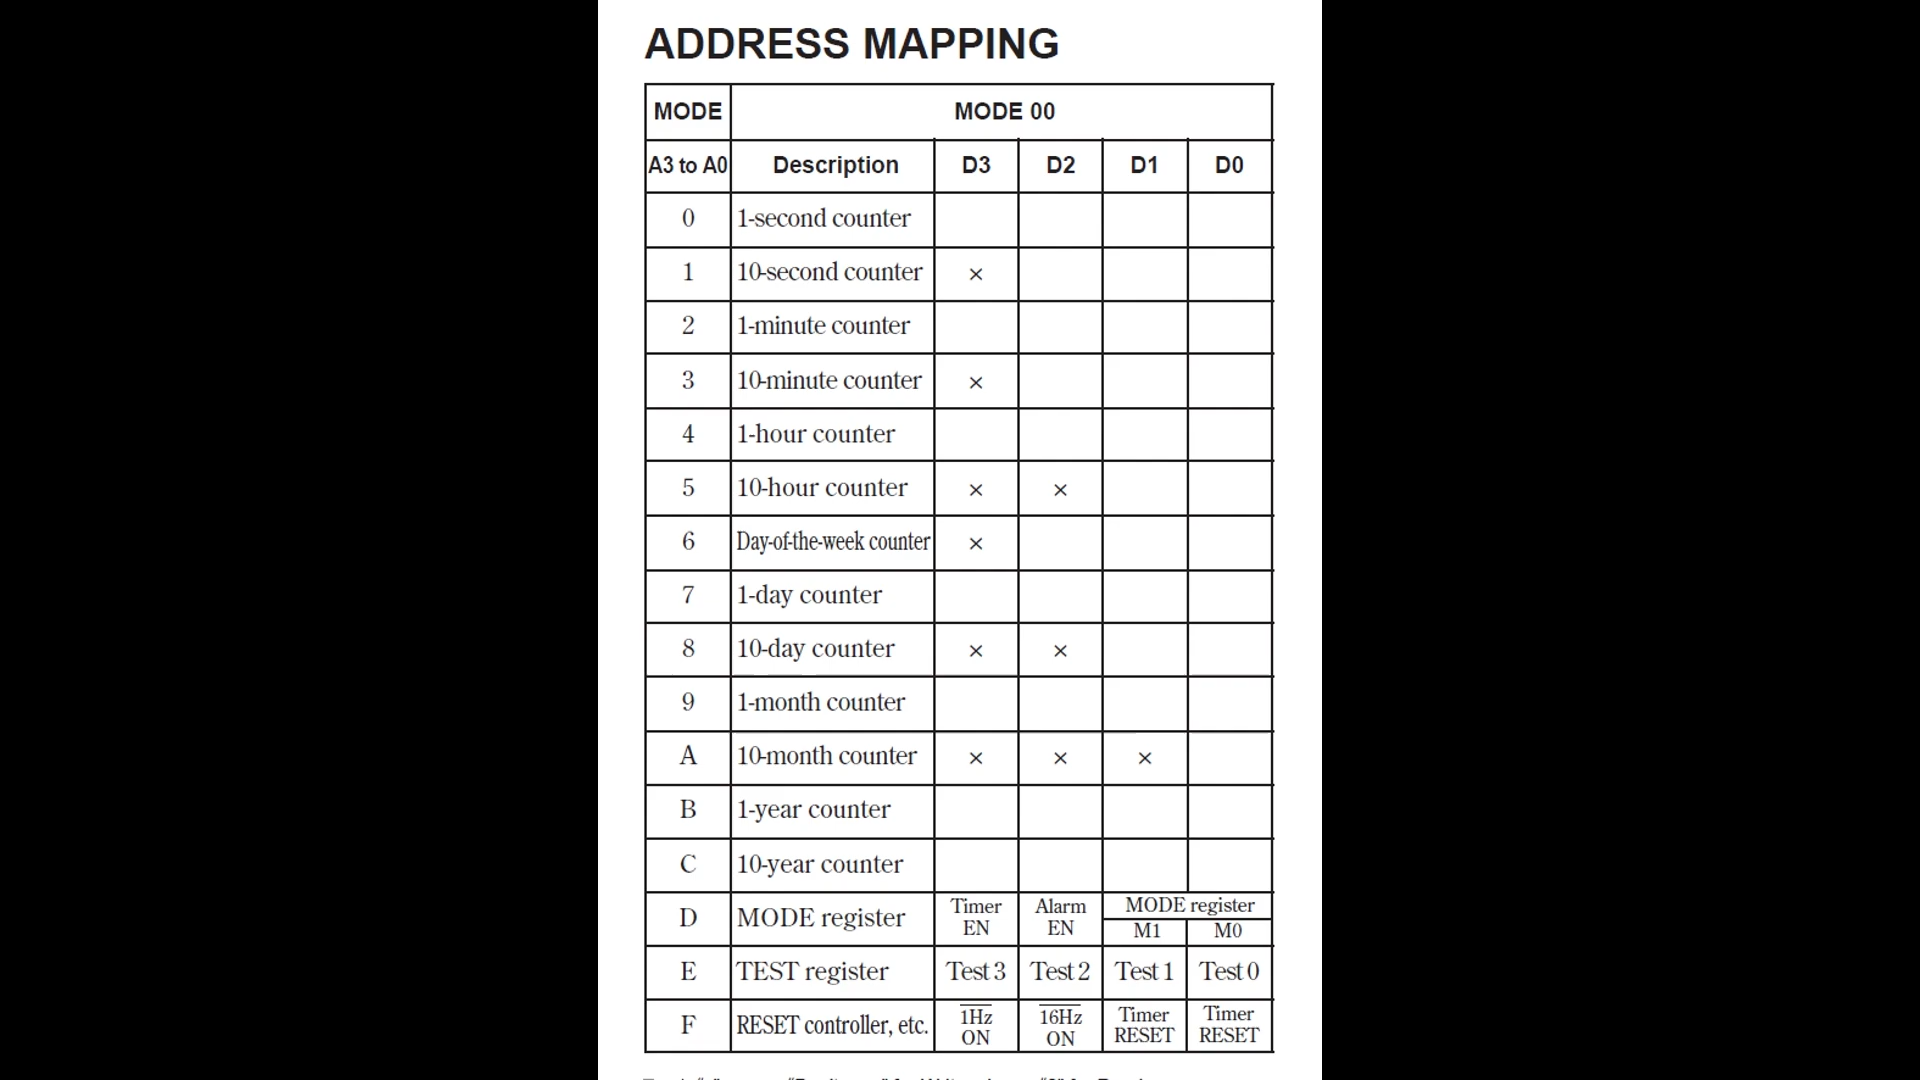 ADDRESS MAPPING
MODE MODE 00
A3 to A0 Description D3 D2 D1 D0
0 1-second counter
1 10-second counter ×
2 1-minute counter
3 10-minute counter ×
4 1-hour counter
5 10-hour counter × ×
6 Day-of-the-week counter ×
7 1-day counter
8 10-day counter × ×
9 1-month counter
A 10-month counter × × ×
B 1-year counter
C 10-year counter
D MODE register Timer EN Alarm EN MODE register M1 M0
E TEST register Test 3 Test 2 Test 1 Test 0
F RESET controller, etc. 1Hz ON 16Hz ON Timer RESET Timer RESET